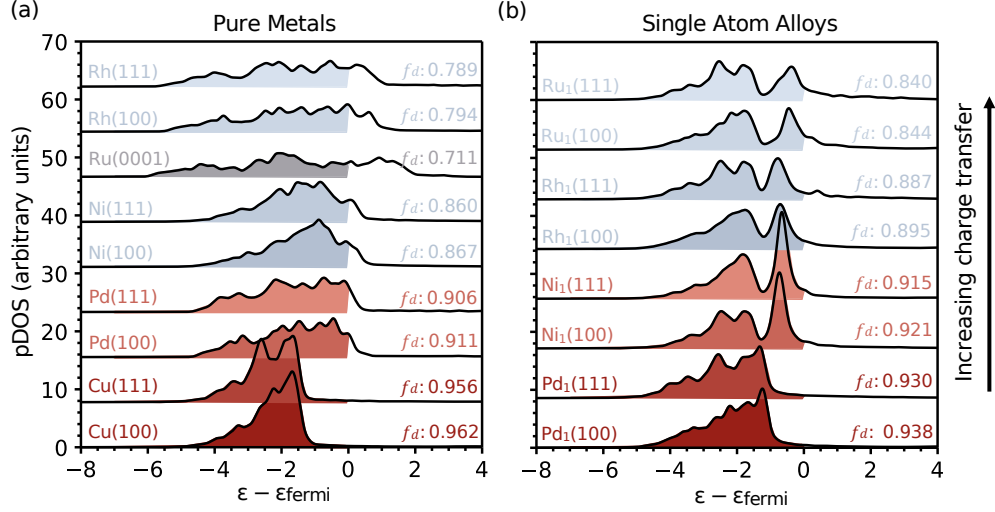 (a)
Pure Metals
pDOS (arbitrary units)
70
60
50
40
30
20
10
0
Rh(111) fd: 0.789
Rh(100) fd: 0.794
Ru(0001) fd: 0.711
Ni(111) fd: 0.860
Ni(100) fd: 0.867
Pd(111) fd: 0.906
Pd(100) fd: 0.911
Cu(111) fd: 0.956
Cu(100) fd: 0.962
−8 −6 −4 −2 0 2 4
ε − εfermi
(b)
Single Atom Alloys
Ru₁(111) fd: 0.840
Ru₁(100) fd: 0.844
Rh₁(111) fd: 0.887
Rh₁(100) fd: 0.895
Ni₁(111) fd: 0.915
Ni₁(100) fd: 0.921
Pd₁(111) fd: 0.930
Pd₁(100) fd: 0.938
−8 −6 −4 −2 0 2 4
ε − εfermi
Increasing charge transfer